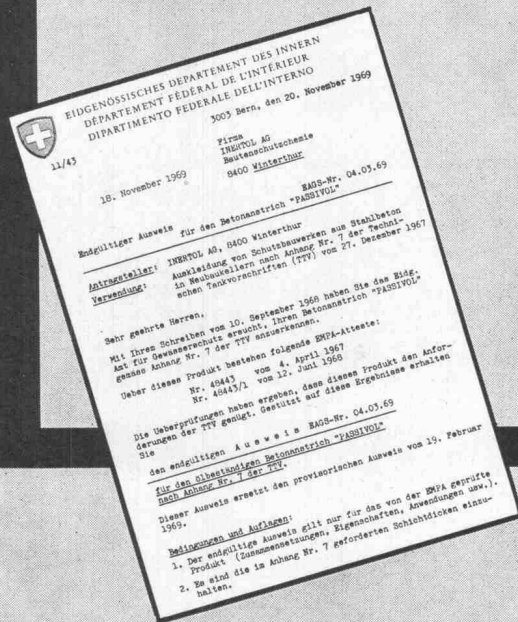 EIDGENÖSSISCHES DEPARTEMENT DES INNERN
DÉPARTEMENT FÉDÉRAL DE L'INTÉRIEUR
DIPARTIMENTO FEDERALE DELL'INTERNO
11/43
3003 Bern, den 20. November 1969
18. November 1969
Firma
INERTOL AG
Bautenschutzchemie
8400 Winterthur
Endgültiger Ausweis für den Betonanstrich "PASSIVOL"
EAGS-Nr. 04.03.69
Antragsteller: INERTOL AG, 8400 Winterthur
Verwendung: Auskleidung von Schutzbauwerken aus Stahlbeton
in Neubaukellern nach Anhang Nr. 7 der Techni-
schen Tankvorschriften (TTV) vom 27. Dezember 1967
Sehr geehrte Herren,
Mit Ihrem Schreiben vom 10. September 1968 haben Sie das Eidg.
Amt für Gewässerschutz ersucht, Ihren Betonanstrich "PASSIVOL"
gemäss Anhang Nr. 7 der TTV anzuerkennen.
Ueber dieses Produkt bestehen folgende EMPA-Atteste:
Nr. 48443 vom 4. April 1967
Nr. 48443/1 vom 12. Juni 1968
Die Ueberprüfungen haben ergeben, dass dieses Produkt den Anfor-
derungen der TTV genügt. Gestützt auf diese Ergebnisse erhalten
Sie
den endgültigen A u s w e i s EAGS-Nr. 04.03.69
für den ölbeständigen Betonanstrich "PASSIVOL"
nach Anhang Nr. 7 der TTV.
Dieser Ausweis ersetzt den provisorischen Ausweis vom 19. Februar
1969.
Bedingungen und Auflagen:
1. Der endgültige Ausweis gilt nur für das von der EMPA geprüfte
Produkt (Zusammensetzungen, Eigenschaften, Anwendungen usw.).
2. Es sind die im Anhang Nr. 7 geforderten Schichtdicken einzu-
halten.